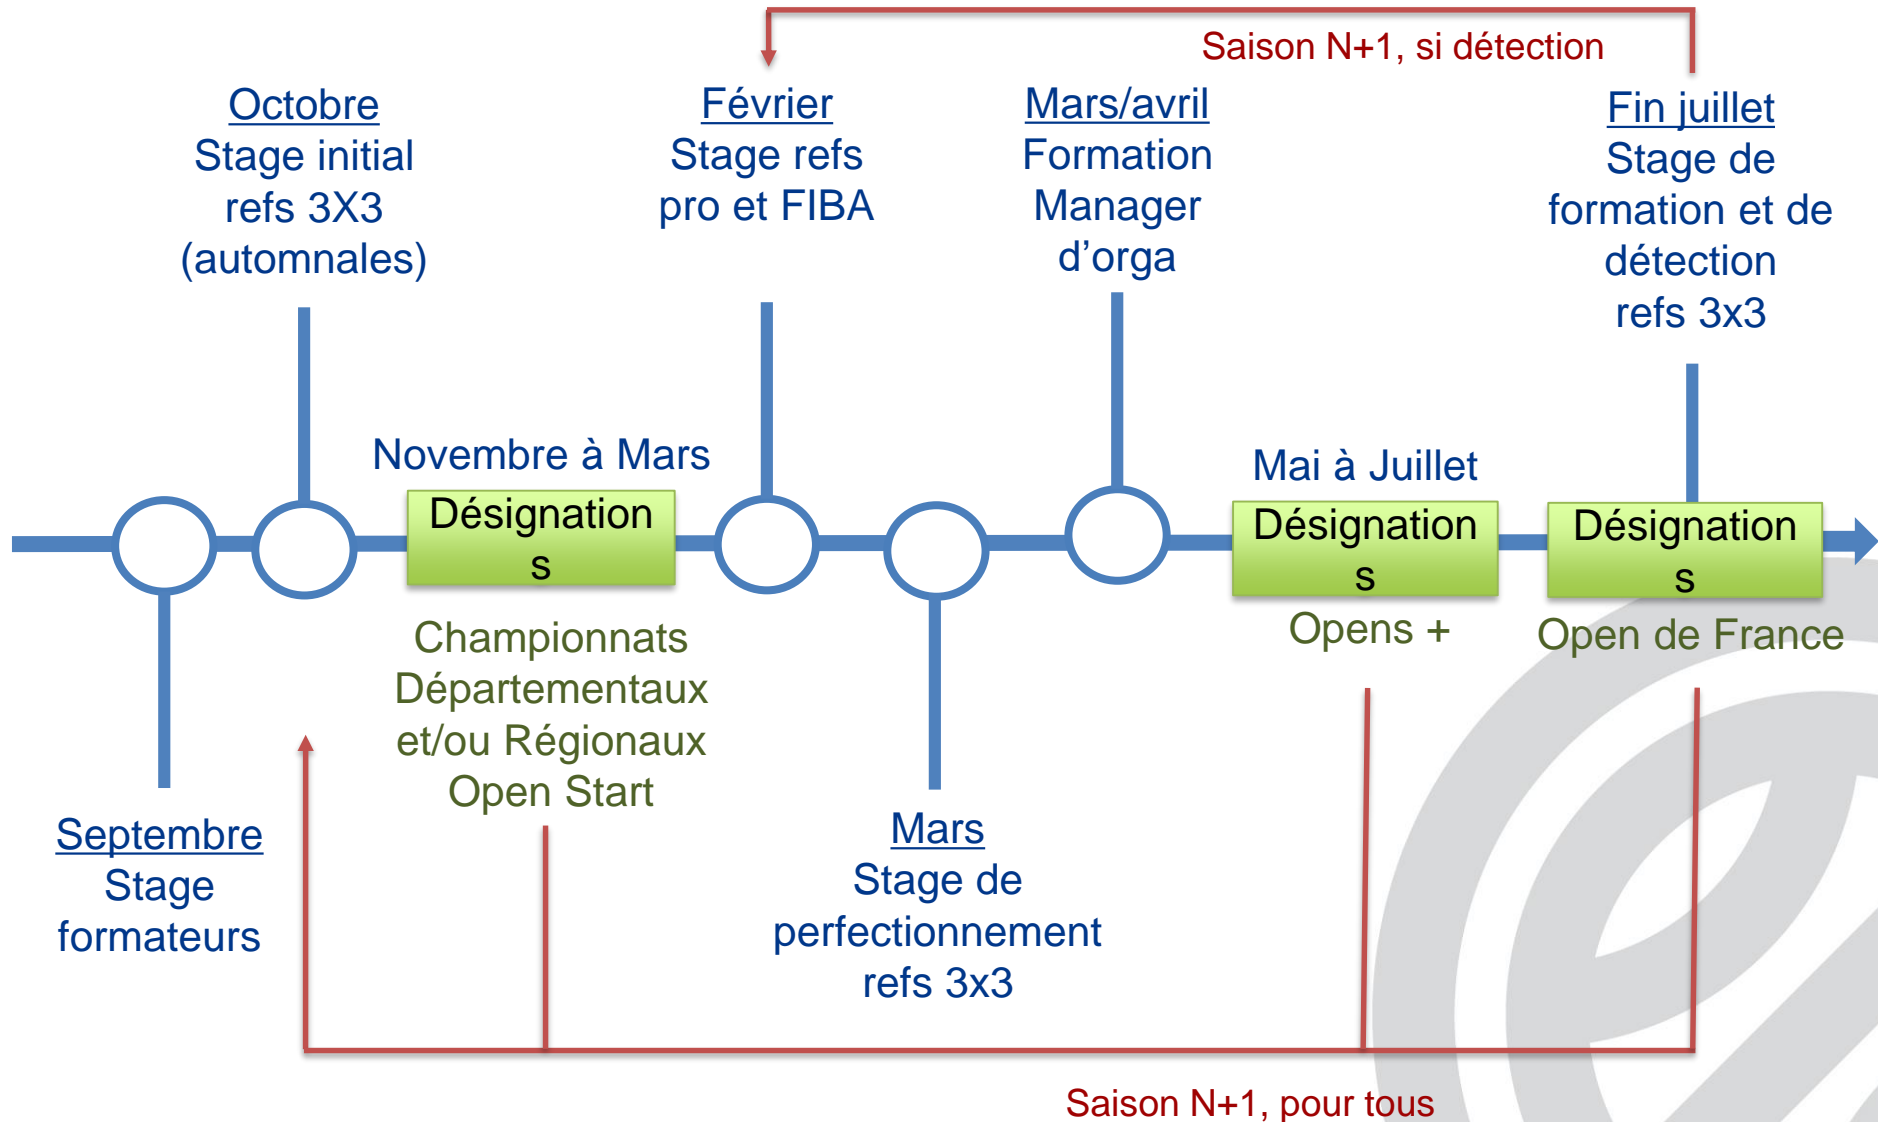 Saison N+1, si détection
Octobre
Stage initial
refs 3X3
(automnales)
Février
Stage refs
pro et FIBA
Mars/avril
Formation
Manager
d’orga
Fin juillet
Stage de
formation et de
détection
refs 3x3
Novembre à Mars
Désignation
s
Championnats
Départementaux
et/ou Régionaux
Open Start
Mai à Juillet
Désignation
s
Opens +
Désignation
s
Open de France
Septembre
Stage
formateurs
Mars
Stage de
perfectionnement
refs 3x3
Saison N+1, pour tous